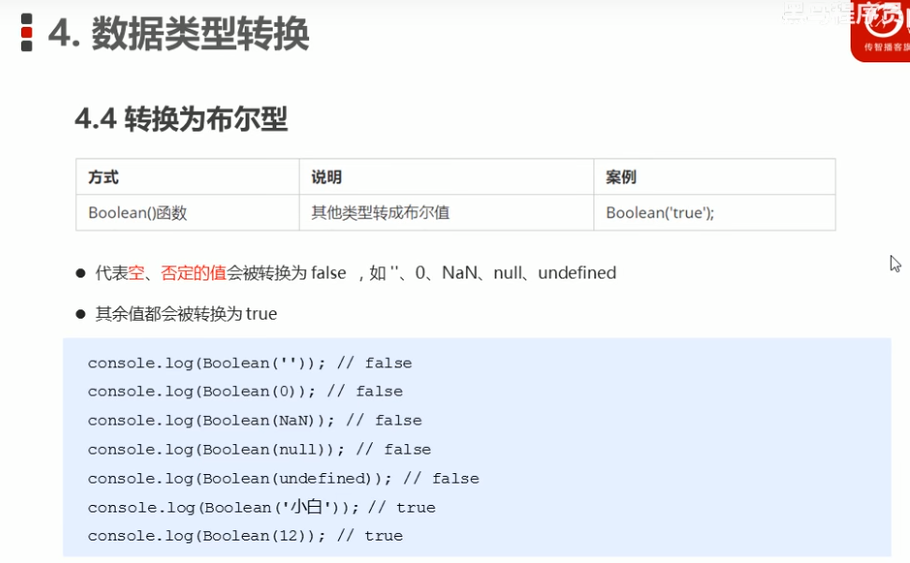 4. 数据类型转换
程序员
传智播客旗
4.4 转换为布尔型
方式 说明 案例
Boolean()函数 其他类型转成布尔值 Boolean('true');
● 代表空、否定的值会被转换为 false ，如 ''、0、NaN、null、undefined
● 其余值都会被转换为 true
console.log(Boolean('')); // false
console.log(Boolean(0)); // false
console.log(Boolean(NaN)); // false
console.log(Boolean(null)); // false
console.log(Boolean(undefined)); // false
console.log(Boolean('小白')); // true
console.log(Boolean(12)); // true